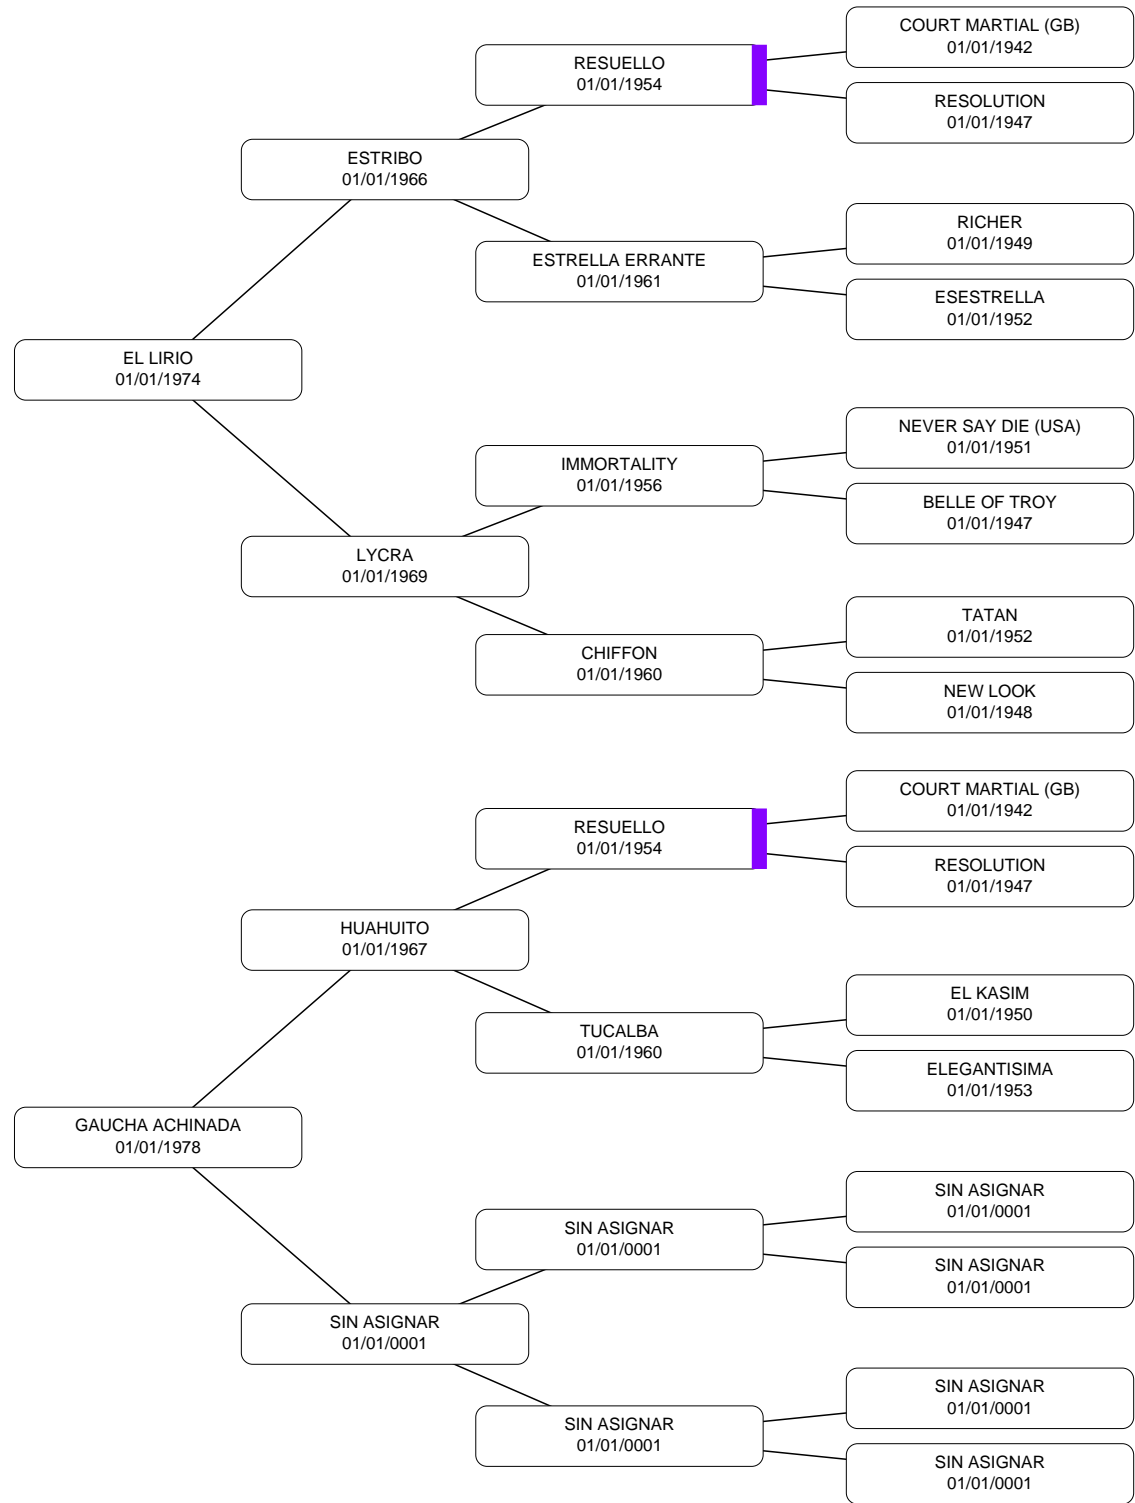 COURT MARTIAL (GB)
01/01/1942
RESUELLO
01/01/1954
RESOLUTION
01/01/1947
ESTRIBO
01/01/1966
RICHER
01/01/1949
ESTRELLA ERRANTE
01/01/1961
ESESTRELLA
01/01/1952
EL LIRIO
01/01/1974
NEVER SAY DIE (USA)
01/01/1951
IMMORTALITY
01/01/1956
BELLE OF TROY
01/01/1947
LYCRA
01/01/1969
TATAN
01/01/1952
CHIFFON
01/01/1960
NEW LOOK
01/01/1948
COURT MARTIAL (GB)
01/01/1942
RESUELLO
01/01/1954
RESOLUTION
01/01/1947
HUAHUITO
01/01/1967
EL KASIM
01/01/1950
TUCALBA
01/01/1960
ELEGANTISIMA
01/01/1953
GAUCHA ACHINADA
01/01/1978
SIN ASIGNAR
01/01/0001
SIN ASIGNAR
01/01/0001
SIN ASIGNAR
01/01/0001
SIN ASIGNAR
01/01/0001
SIN ASIGNAR
01/01/0001
SIN ASIGNAR
01/01/0001
SIN ASIGNAR
01/01/0001